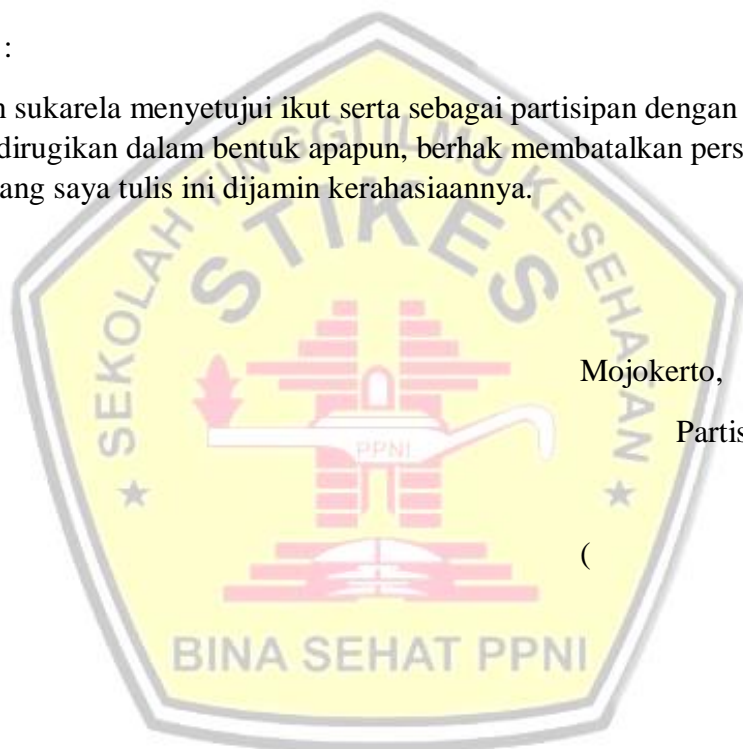 :
sukarela menyetujui ikut serta sebagai partisipan dengan
dirugikan dalam bentuk apapun, berhak membatalkan pers
ang saya tulis ini dijamin kerahasiaannya.
SEKOLAH TINGGI ILMU KESEHATAN
STIKES
Mojokerto,
Partis
PPNI
(
BINA SEHAT PPNI